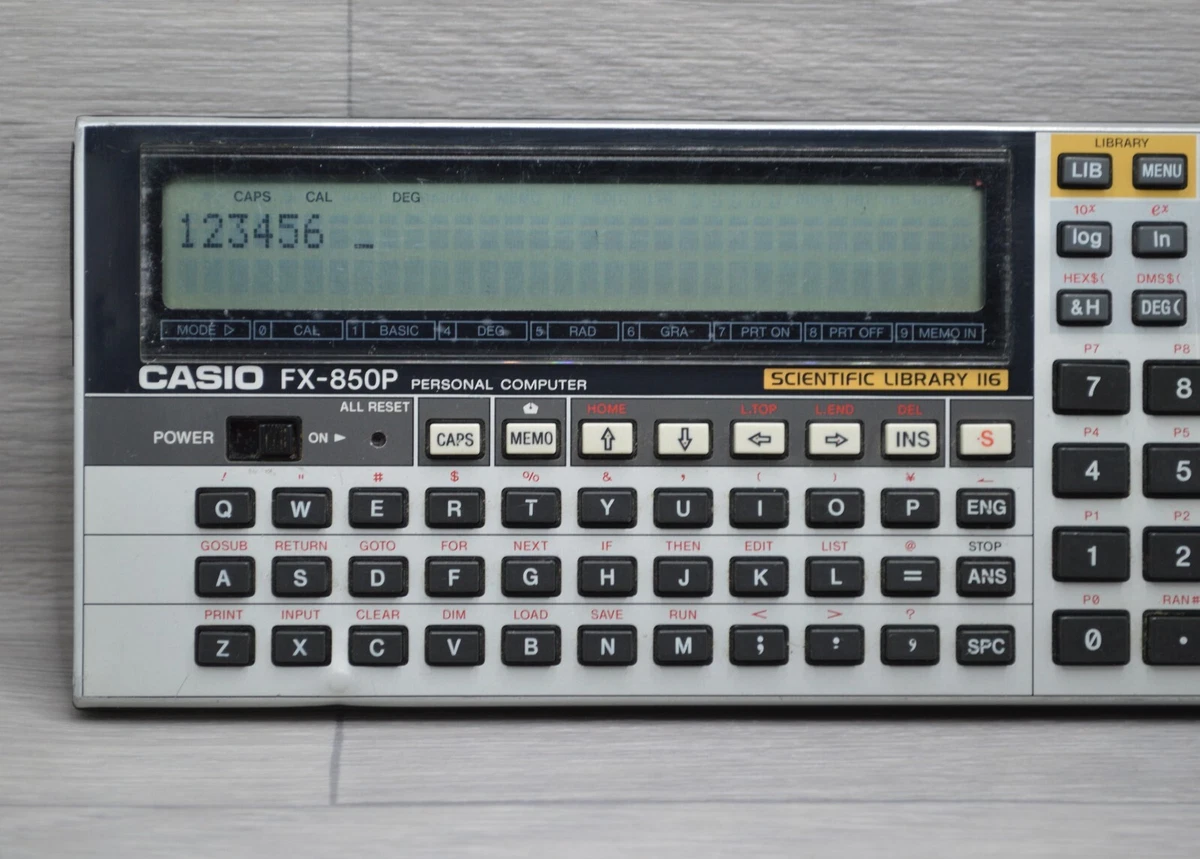 CAPS CAL DEG
123456 _
MODE ▷ 0 CAL 1 BASIC 4 DEG 5 RAD 6 GRA 7 PRT ON 8 PRT OFF 9 MEMO IN
CASIO FX-850P PERSONAL COMPUTER SCIENTIFIC LIBRARY 116
LIBRARY
LIB MENU
10x ex
log ln
HEX$( DMS$(
&H DEG(
P7 P8
7 8
P4 P5
4 5
P1 P2
1 2
P0 RAN#
0 .
ALL RESET HOME L.TOP L.END DEL
POWER ON ► CAPS MEMO ⇧ ⇩ ⇦ ⇨ INS S
! " # $ % & ' ( ) ¥
Q W E R T Y U I O P ENG
GOSUB RETURN GOTO FOR NEXT IF THEN EDIT LIST @ STOP
A S D F G H J K L = ANS
PRINT INPUT CLEAR DIM LOAD SAVE RUN < > ?
Z X C V B N M ; : , SPC